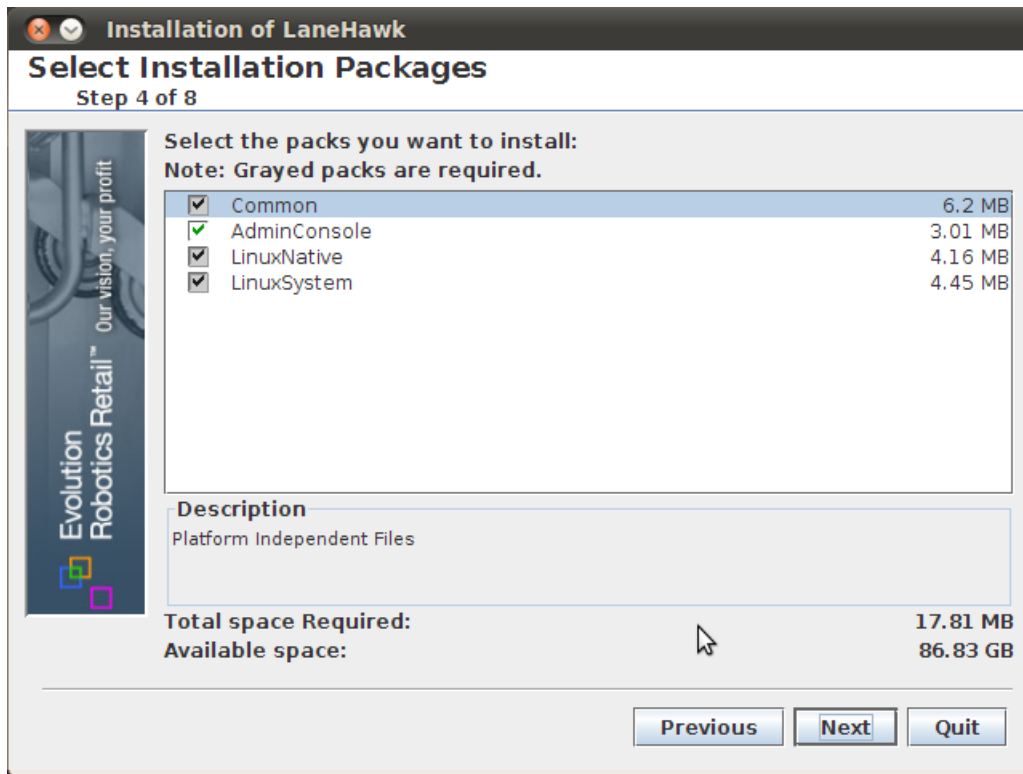 Installation of LaneHawk
Select Installation Packages
Step 4 of 8
Evolution
Robotics Retail™ Our vision, your profit
Select the packs you want to install:
Note: Grayed packs are required.
Common 6.2 MB
AdminConsole 3.01 MB
LinuxNative 4.16 MB
LinuxSystem 4.45 MB
Description
Platform Independent Files
Total space Required: 17.81 MB
Available space: 86.83 GB
Previous Next Quit